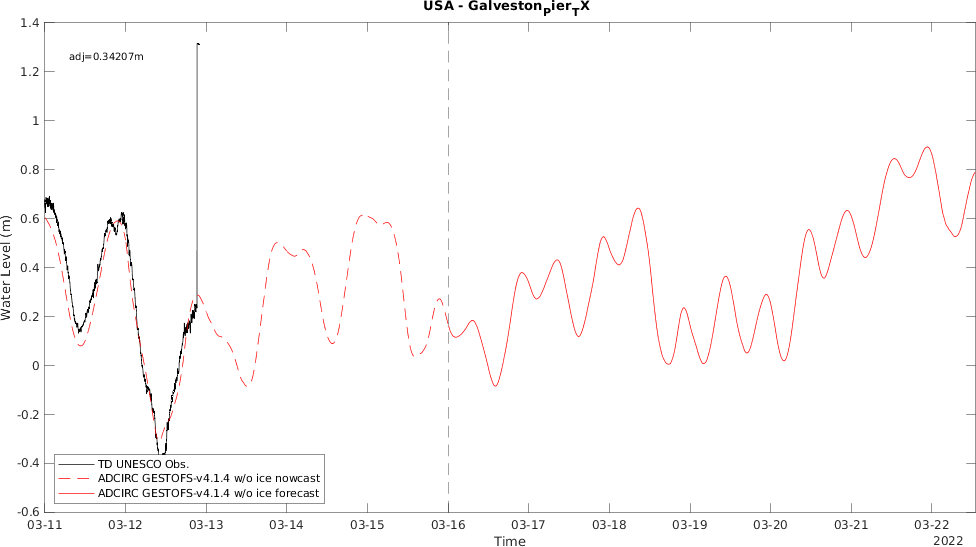 USA - Galveston_Pier_TX
1.4
adj=0.34207m
1.2
1
0.8
0.6
0.4
0.2
0
-0.2
-0.4
-0.6
Water Level (m)
TD UNESCO Obs.
ADCIRC GESTOFS-v4.1.4 w/o ice nowcast
ADCIRC GESTOFS-v4.1.4 w/o ice forecast
03-11 03-12 03-13 03-14 03-15 03-16 03-17 03-18 03-19 03-20 03-21 03-22
Time
2022